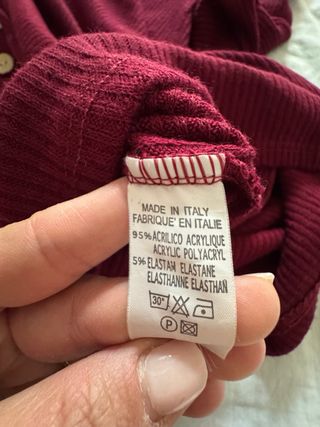 MADE IN ITALY
FABRIQUE' EN ITALIE
95% ACRILICO ACRYLIQUE
ACRYLIC POLYACRYL
5% ELASTAM ELASTANE
ELASTHANNE ELASTHAN
30°
P